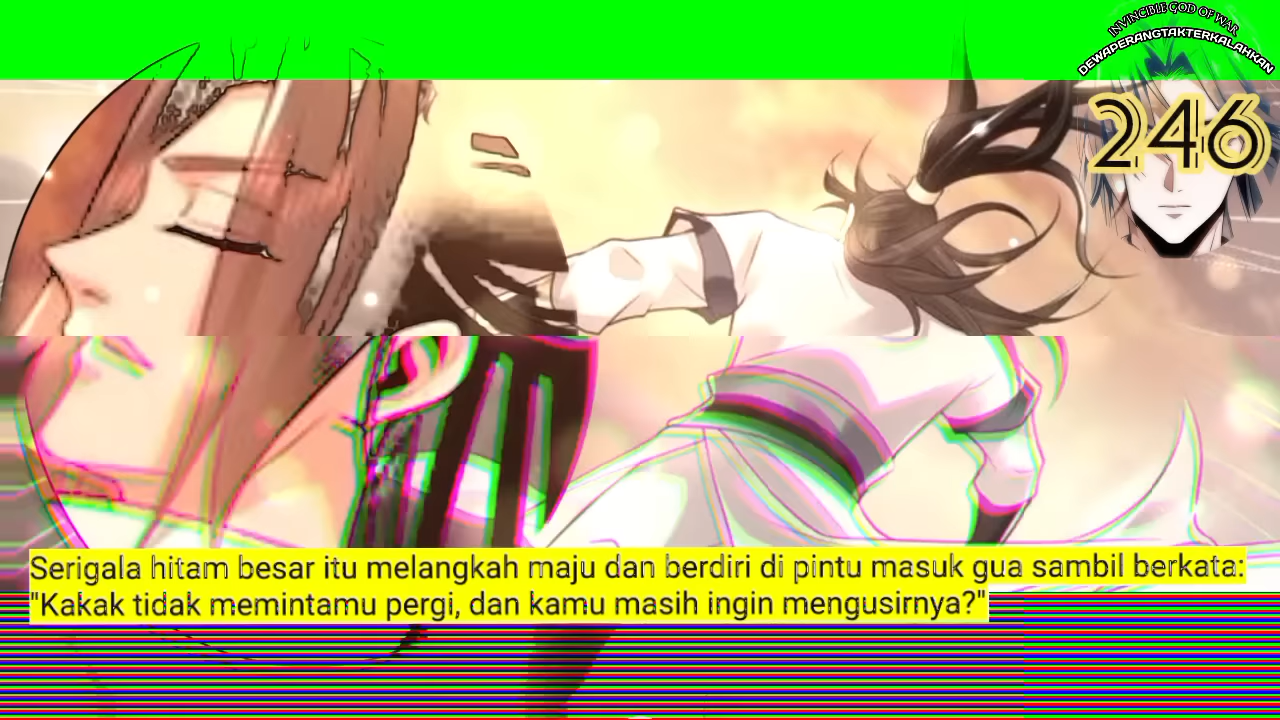 INVINCIBLE GOD OF WAR
DEWAPERANGTAKTERKALAHKAN
246
Serigala hitam besar itu melangkah maju dan berdiri di pintu masuk gua sambil berkata:
"Kakak tidak memintamu pergi, dan kamu masih ingin mengusirnya?"